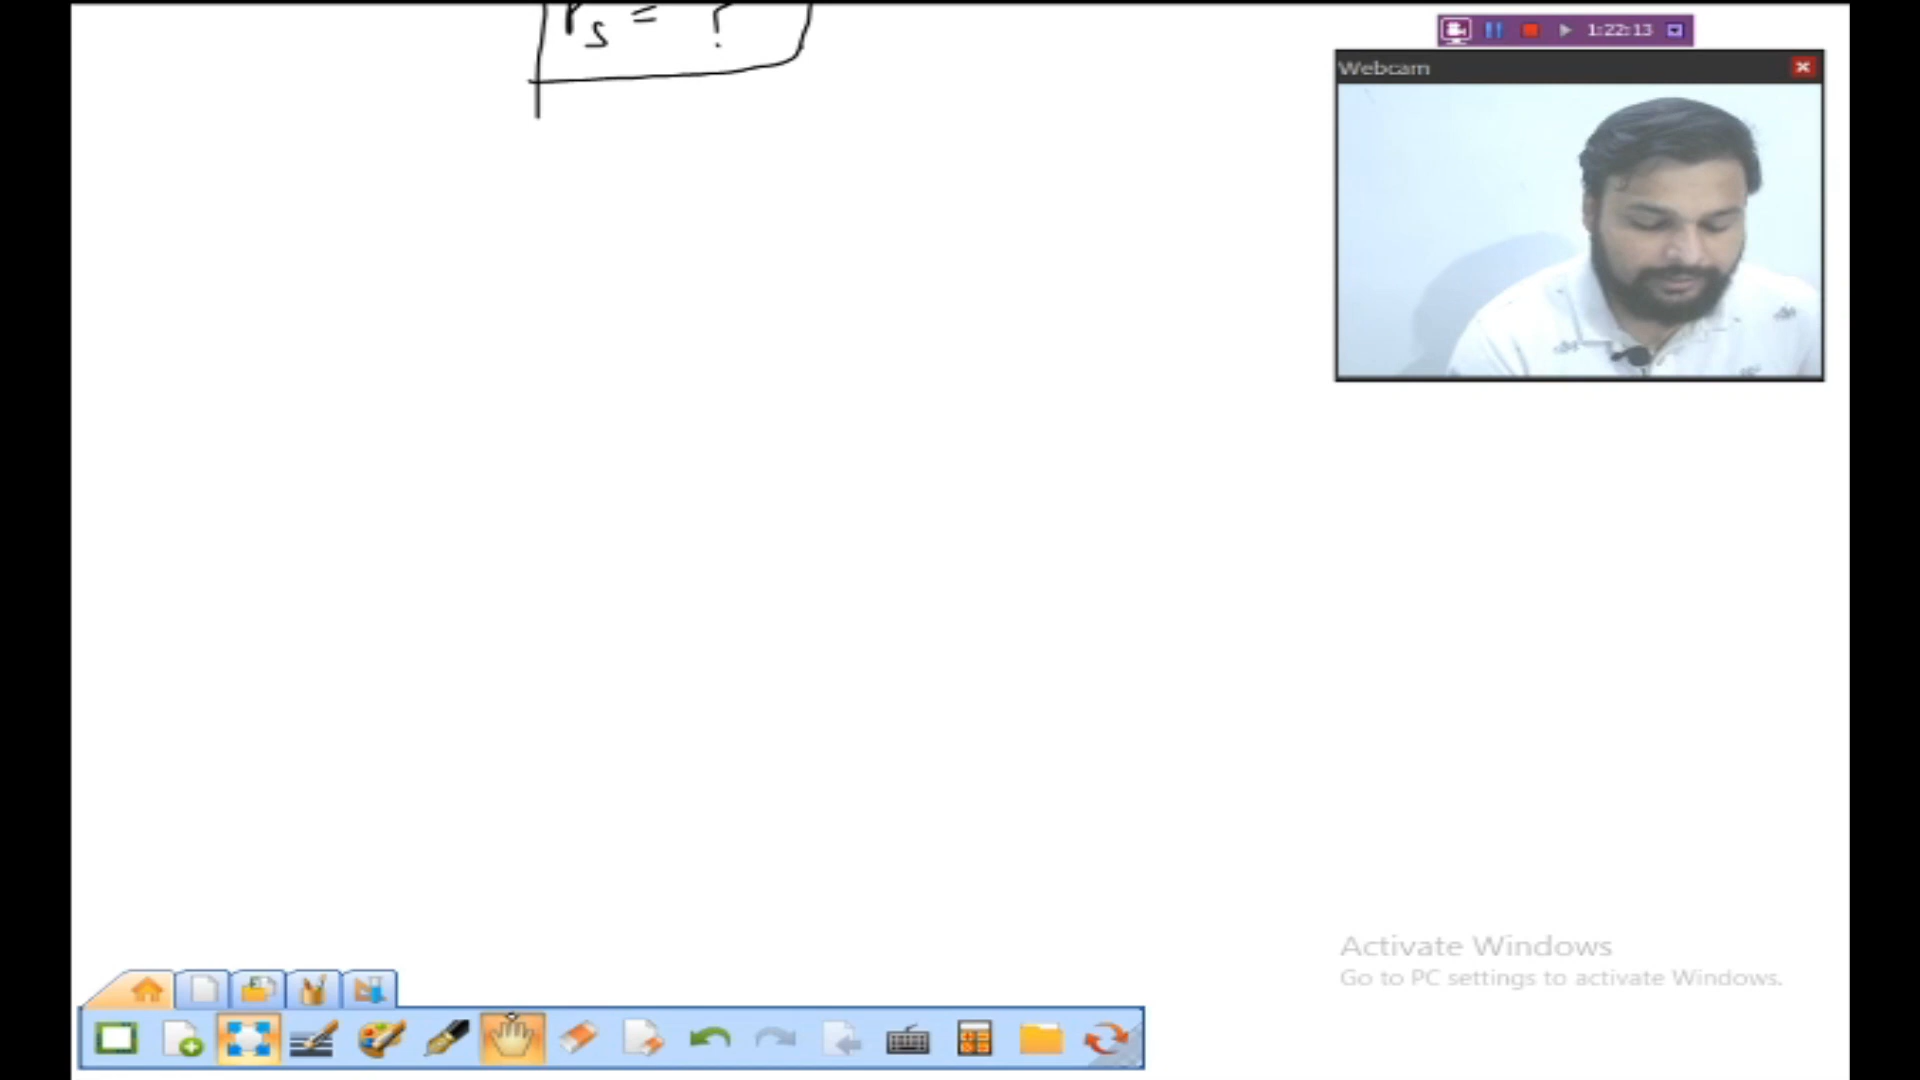 rs = ?
1:22:13
Webcam
Activate Windows
Go to PC settings to activate Windows.